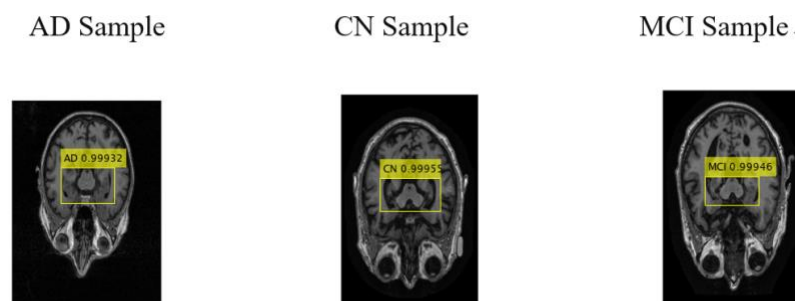 AD Sample
CN Sample
MCI Sample
AD 0.99932
CN 0.99955
MCI 0.99946